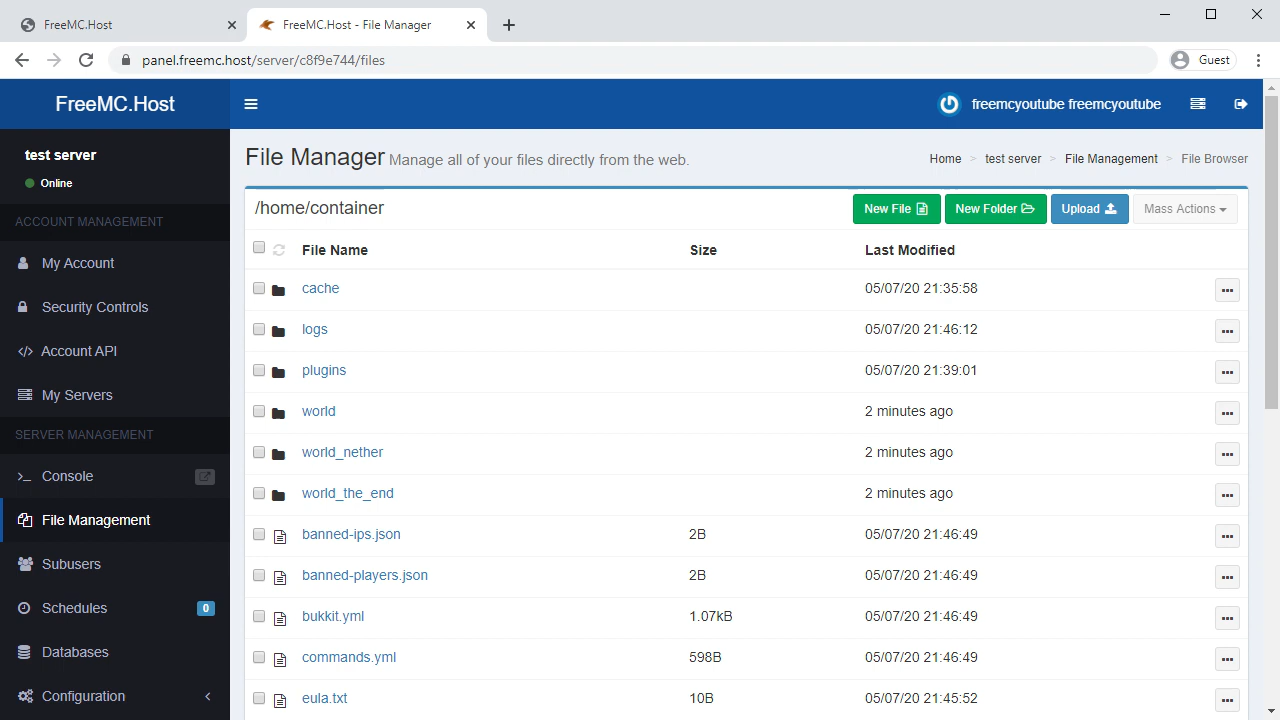 FreeMC.Host
FreeMC.Host - File Manager
panel.freemc.host/server/c8f9e744/files
Guest
FreeMC.Host
freemcyoutube freemcyoutube
test server
Online
ACCOUNT MANAGEMENT
My Account
Security Controls
Account API
My Servers
SERVER MANAGEMENT
Console
File Management
Subusers
Schedules 0
Databases
Configuration
File Manager Manage all of your files directly from the web.
Home > test server > File Management > File Browser
/home/container
New File
New Folder
Upload
Mass Actions
File Name Size Last Modified
cache 05/07/20 21:35:58
logs 05/07/20 21:46:12
plugins 05/07/20 21:39:01
world 2 minutes ago
world_nether 2 minutes ago
world_the_end 2 minutes ago
banned-ips.json 2B 05/07/20 21:46:49
banned-players.json 2B 05/07/20 21:46:49
bukkit.yml 1.07kB 05/07/20 21:46:49
commands.yml 598B 05/07/20 21:46:49
eula.txt 10B 05/07/20 21:45:52